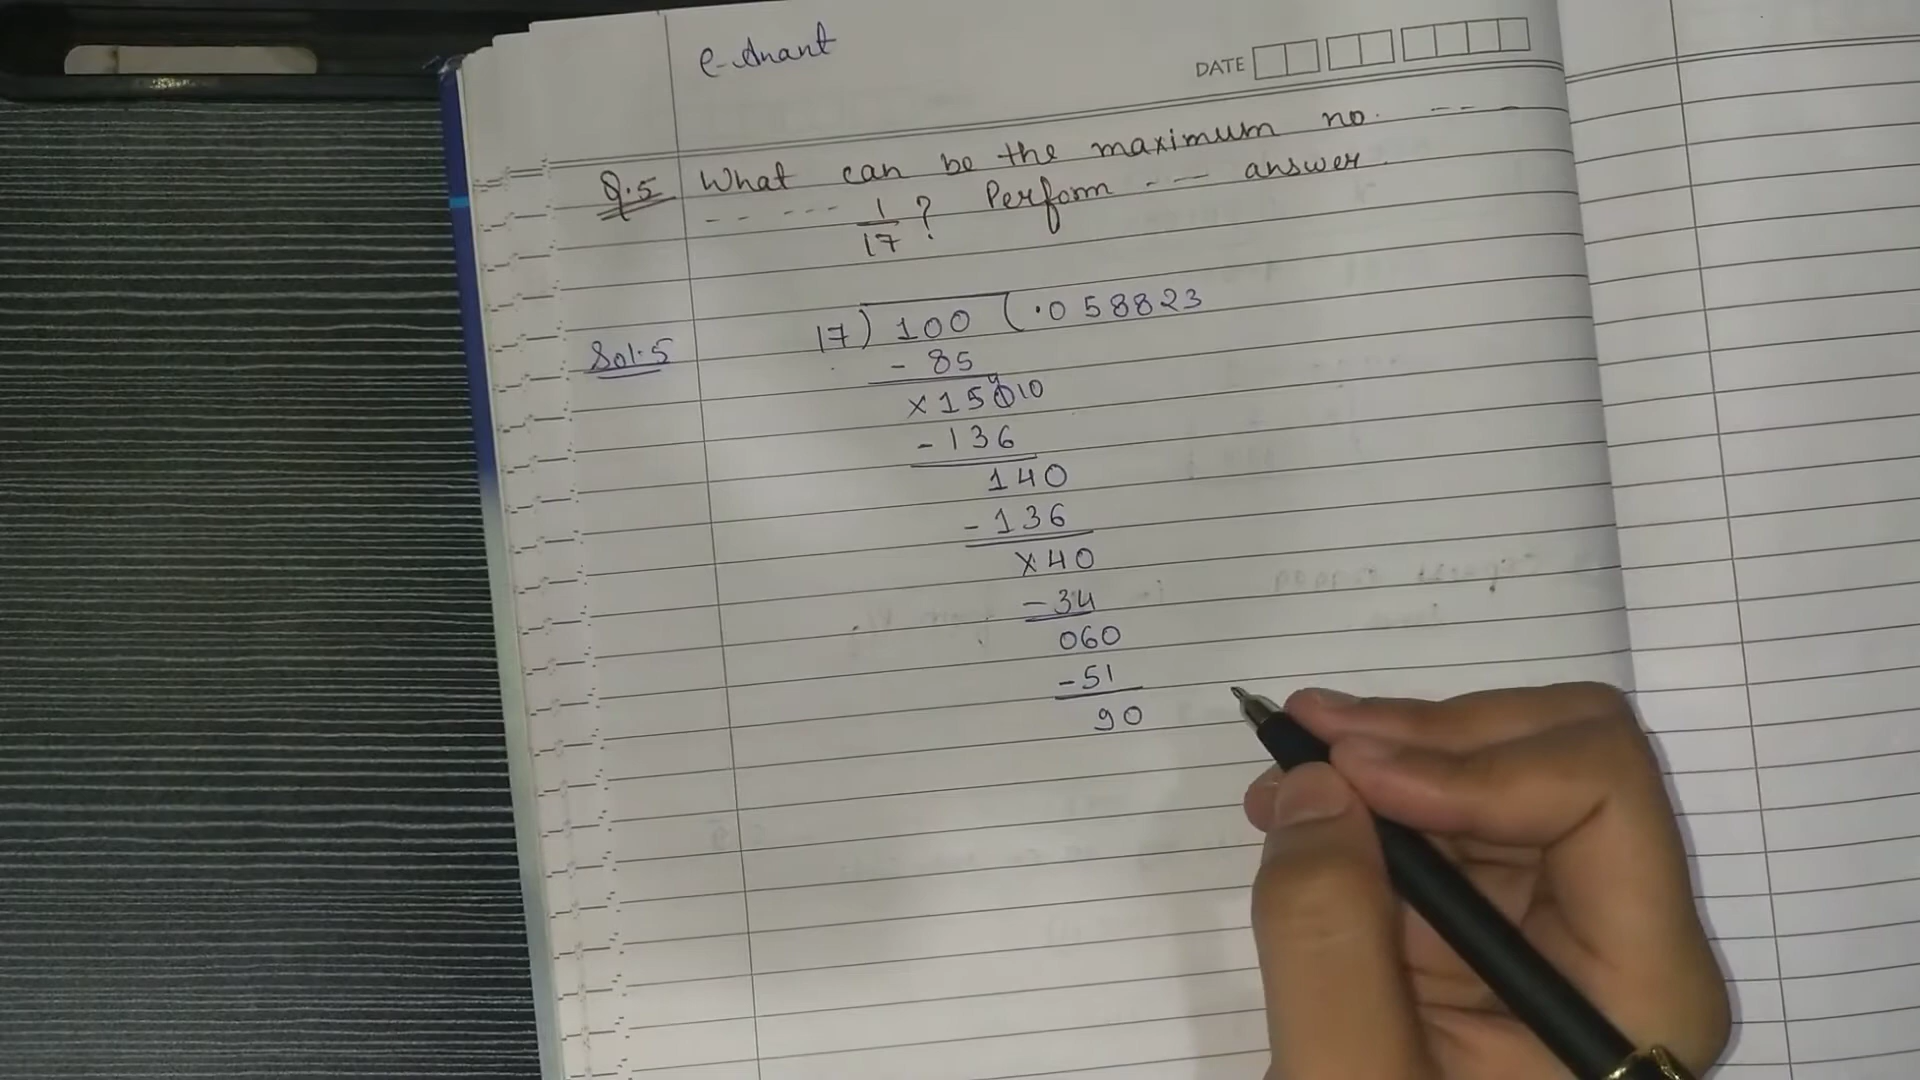 e-Anant
DATE
Q.5 What can be the maximum no. -- - -
-- --- 1/17 ? Perform --- answer.
Sol.5 17) 100 (.058823
- 85
×150 10
- 136
140
- 136
×40
- 34
060
- 51
90